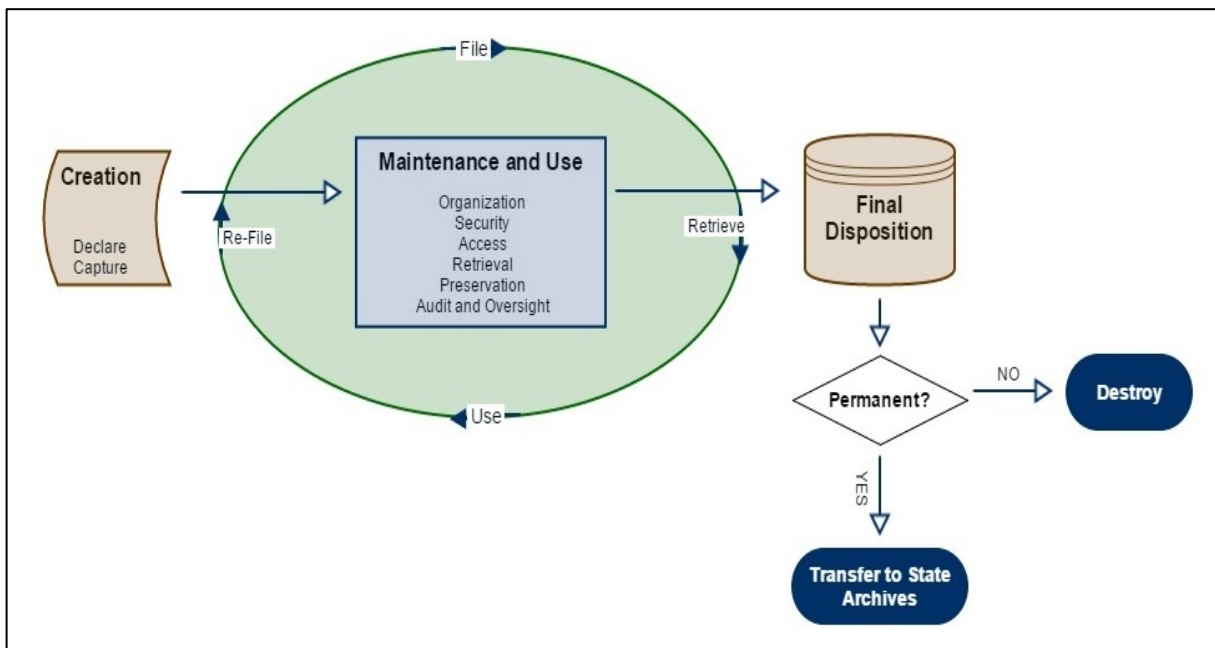 File
Creation
Declare
Capture
Re-File
Maintenance and Use
Organization
Security
Access
Retrieval
Preservation
Audit and Oversight
Retrieve
Use
Final
Disposition
Permanent?
NO
Destroy
YES
Transfer to State
Archives